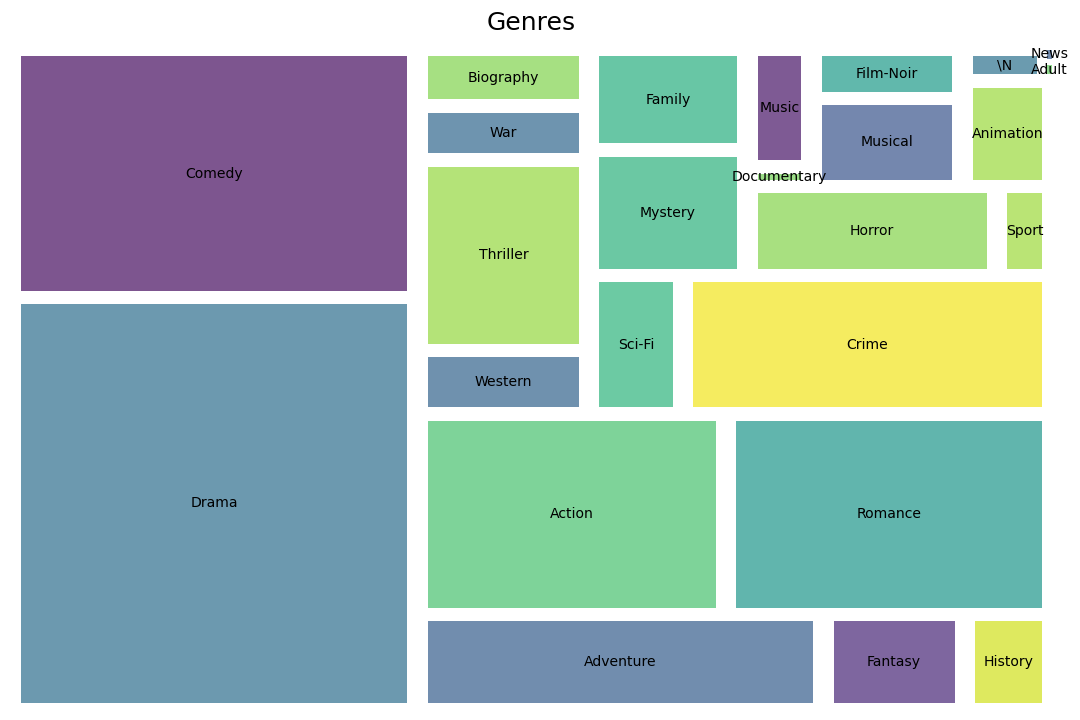 Genres
News
\N
Adult
Film-Noir
Biography
Family
Music
War
Animation
Musical
Comedy
Documentary
Mystery
Horror
Sport
Thriller
Sci-Fi
Crime
Western
Drama
Action
Romance
Adventure
Fantasy
History